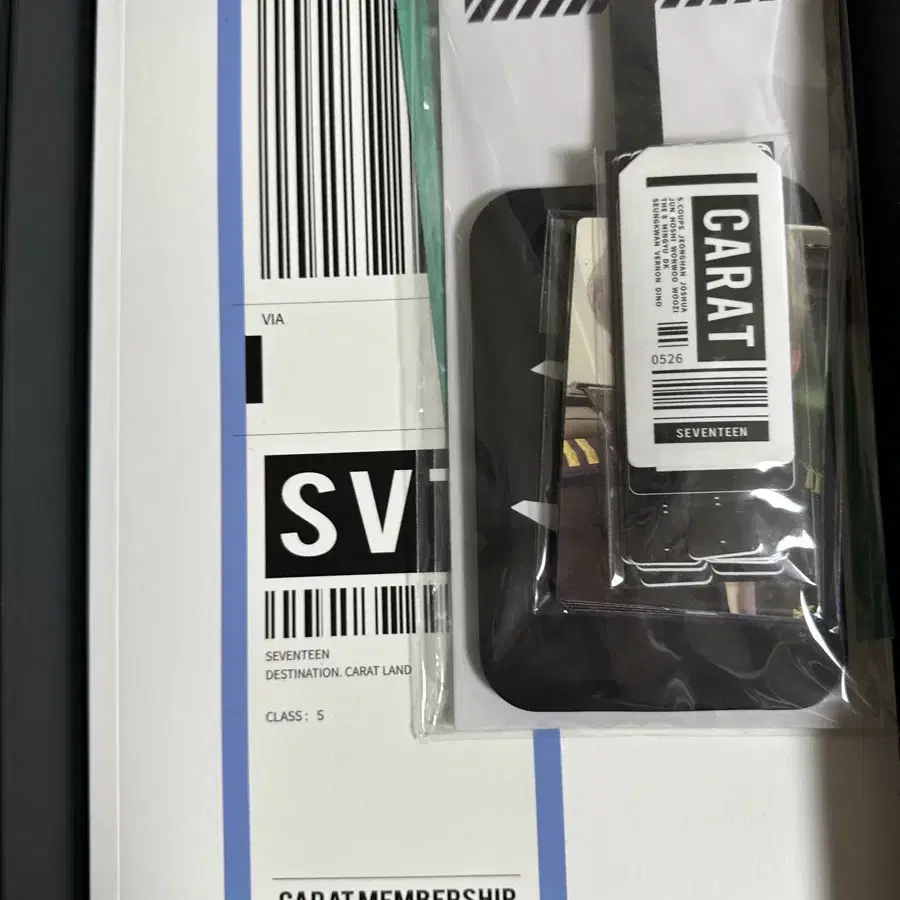 VIA
SVT
SEVENTEEN
DESTINATION. CARAT LAND
CLASS : S
CARAT MEMBERSHIP
CARAT
S.COUPS JEONGHAN JOSHUA
JUN HOSHI WONWOO WOOZI
THE 8 MINGYU DK
SEUNGKWAN VERNON DINO
0526
SEVENTEEN